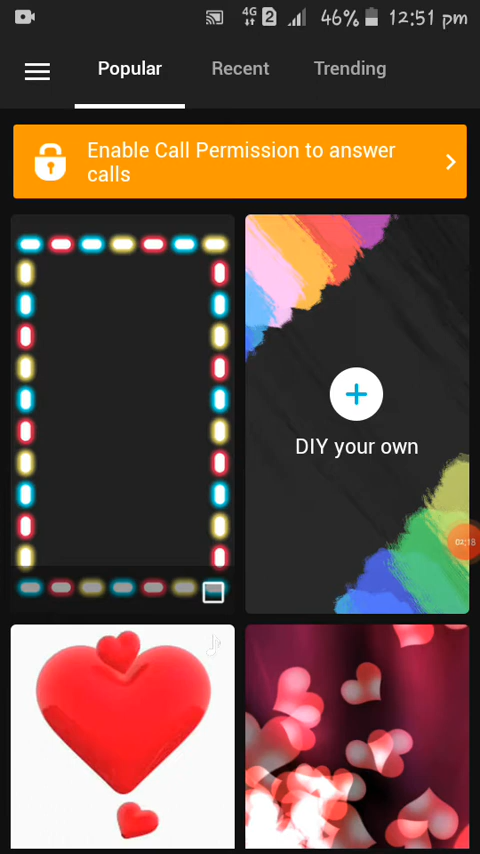 4G 2 46% 12:51 pm
Popular Recent Trending
Enable Call Permission to answer
calls
DIY your own
02:18